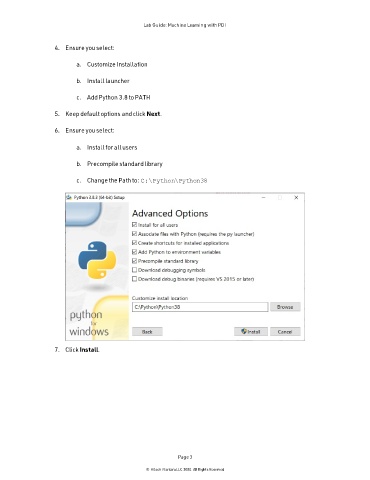 Lab Guide: Machine Learning with PDI
4. Ensure you select:
a. Customize Installation
b. Install launcher
c. Add Python 3.8 to PATH
5. Keep default options and click Next.
6. Ensure you select:
a. Install for all users
b. Precompile standard library
c. Change the Path to: C:\Python\Python38
Python 3.8.3 (64-bit) Setup
Advanced Options
Install for all users
Associate files with Python (requires the py launcher)
Create shortcuts for installed applications
Add Python to environment variables
Precompile standard library
Download debugging symbols
Download debug binaries (requires VS 2015 or later)
Customize install location
C:\Python\Python38
Browse
python
for
windows
Back
Install
Cancel
7. Click Install.
Page 3
© Hitachi Vantara LLC 2020. All Rights Reserved